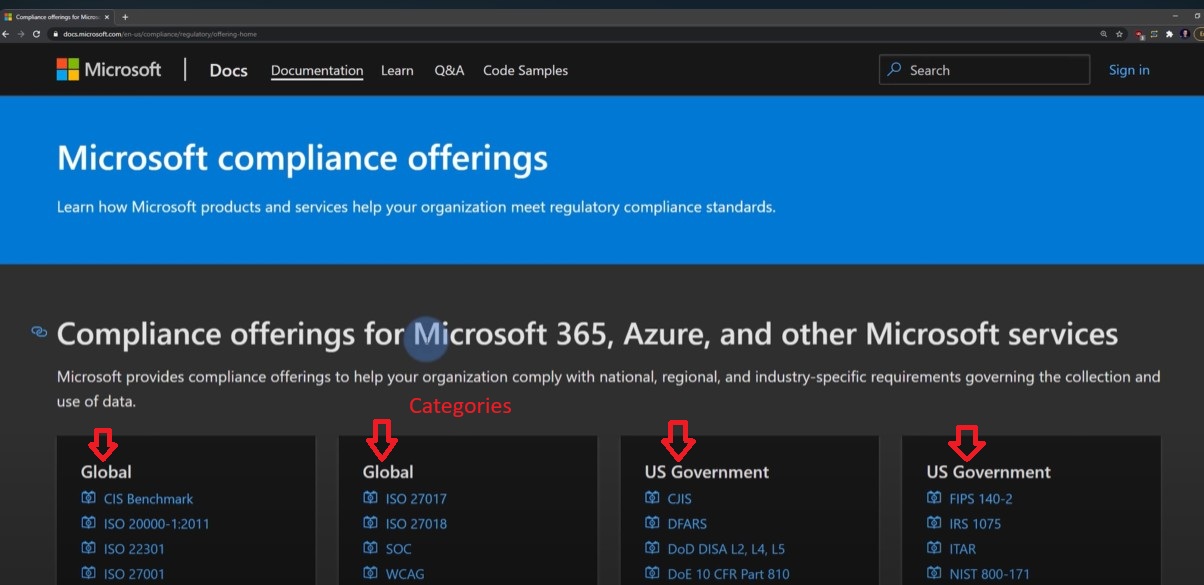 Compliance offerings for Micros
docs.microsoft.com/en-us/compliance/regulatory/offering-home
Microsoft | Docs Documentation Learn Q&A Code Samples Search Sign in
Microsoft compliance offerings
Learn how Microsoft products and services help your organization meet regulatory compliance standards.
Compliance offerings for Microsoft 365, Azure, and other Microsoft services
Microsoft provides compliance offerings to help your organization comply with national, regional, and industry-specific requirements governing the collection and
use of data.
Categories
Global
CIS Benchmark
ISO 20000-1:2011
ISO 22301
ISO 27001
Global
ISO 27017
ISO 27018
SOC
WCAG
US Government
CJIS
DFARS
DoD DISA L2, L4, L5
DoE 10 CFR Part 810
US Government
FIPS 140-2
IRS 1075
ITAR
NIST 800-171